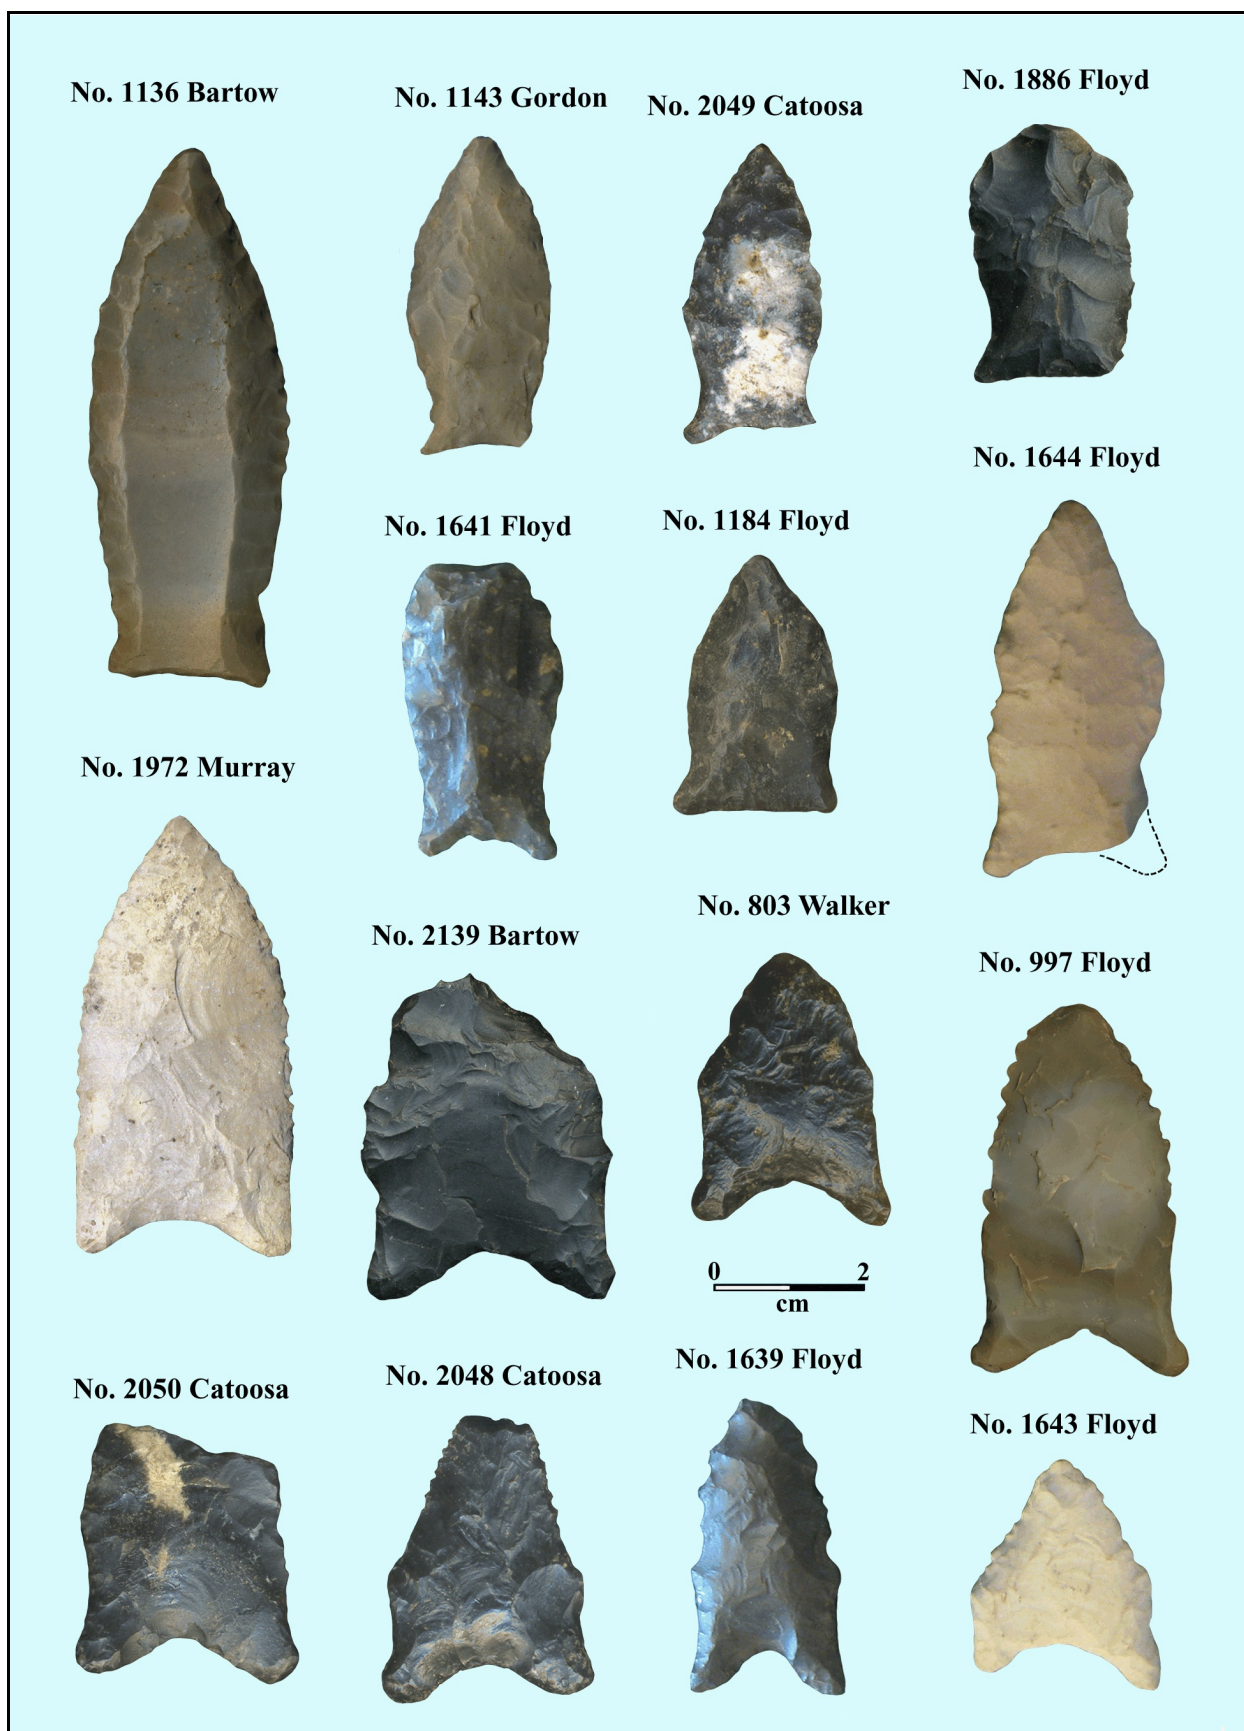 No. 1136 Bartow
No. 1143 Gordon
No. 2049 Catoosa
No. 1886 Floyd
No. 1644 Floyd
No. 1641 Floyd
No. 1184 Floyd
No. 1972 Murray
No. 803 Walker
No. 2139 Bartow
No. 997 Floyd
0 2
cm
No. 1639 Floyd
No. 2050 Catoosa
No. 2048 Catoosa
No. 1643 Floyd